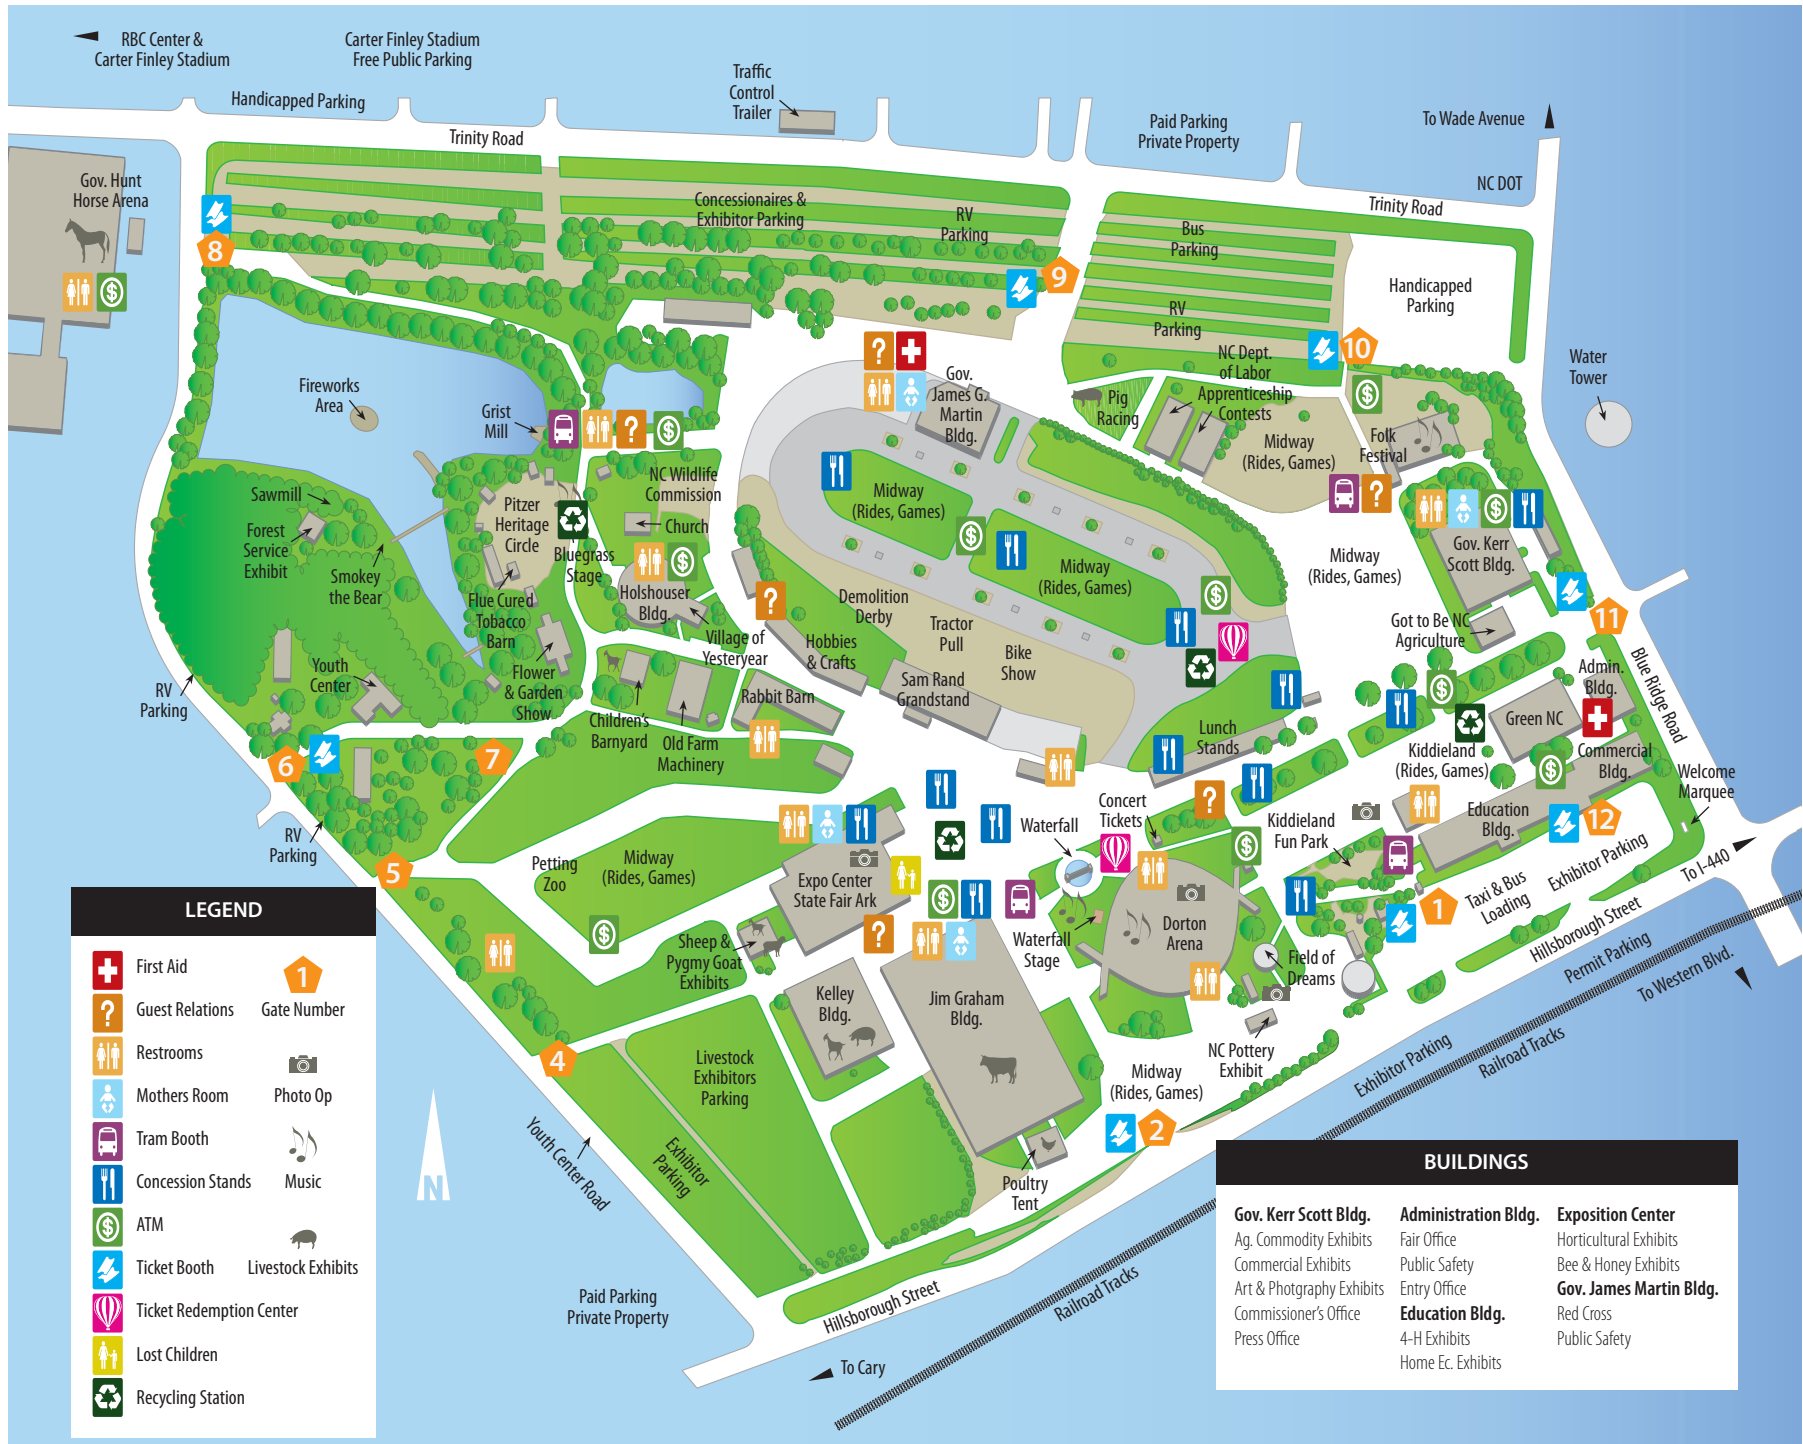 RBC Center &
Carter Finley Stadium
Carter Finley Stadium
Free Public Parking
Handicapped Parking
Traffic
Control
Trailer
Trinity Road
Paid Parking
Private Property
To Wade Avenue
NC DOT
Trinity Road
Gov. Hunt
Horse Arena
8
Concessionaires &
Exhibitor Parking
RV
Parking
9
Bus
Parking
RV
Parking
Handicapped
Parking
10
Water
Tower
Fireworks
Area
Grist
Mill
Gov.
James G.
Martin
Bldg.
Pig
Racing
NC Dept.
of Labor
Apprenticeship
Contests
Midway
(Rides, Games)
Folk
Festival
Sawmill
Forest
Service
Exhibit
Smokey
the Bear
Pitzer
Heritage
Circle
NC Wildlife
Commission
Church
Bluegrass
Stage
Flue Cured
Tobacco
Barn
Holshouser
Bldg.
Village of
Yesteryear
Midway
(Rides, Games)
Midway
(Rides, Games)
Midway
(Rides, Games)
Gov. Kerr
Scott Bldg.
11
Got to Be NC
Agriculture
Demolition
Derby
Tractor
Pull
Bike
Show
Hobbies
& Crafts
Sam Rand
Grandstand
Youth
Center
Flower
& Garden
Show
Children's
Barnyard
Old Farm
Machinery
Rabbit Barn
RV
Parking
6
7
RV
Parking
5
Lunch
Stands
Admin.
Bldg.
Blue Ridge Road
Green NC
Kiddieland
(Rides, Games)
Commercial
Bldg.
Welcome
Marquee
Education
Bldg.
12
Concert
Tickets
Waterfall
Kiddieland
Fun Park
Exhibitor Parking
To I-440
Petting
Zoo
Midway
(Rides, Games)
Expo Center
State Fair Ark
Dorton
Arena
Waterfall
Stage
Field of
Dreams
1
Taxi & Bus
Loading
Hillsborough Street
Permit Parking
To Western Blvd.
Sheep &
Pygmy Goat
Exhibits
Kelley
Bldg.
Jim Graham
Bldg.
NC Pottery
Exhibit
Exhibitor Parking
Railroad Tracks
4
Livestock
Exhibitors
Parking
Midway
(Rides, Games)
2
Youth Center Road
Exhibitor
Parking
Poultry
Tent
N
Paid Parking
Private Property
Hillsborough Street
Railroad Tracks
To Cary
LEGEND
First Aid
1
Guest Relations
Gate Number
Restrooms
Mothers Room
Photo Op
Tram Booth
Concession Stands
Music
ATM
Ticket Booth
Livestock Exhibits
Ticket Redemption Center
Lost Children
Recycling Station
BUILDINGS
Gov. Kerr Scott Bldg.
Ag. Commodity Exhibits
Commercial Exhibits
Art & Photgraphy Exhibits
Commissioner's Office
Press Office
Administration Bldg.
Fair Office
Public Safety
Entry Office
Education Bldg.
4-H Exhibits
Home Ec. Exhibits
Exposition Center
Horticultural Exhibits
Bee & Honey Exhibits
Gov. James Martin Bldg.
Red Cross
Public Safety